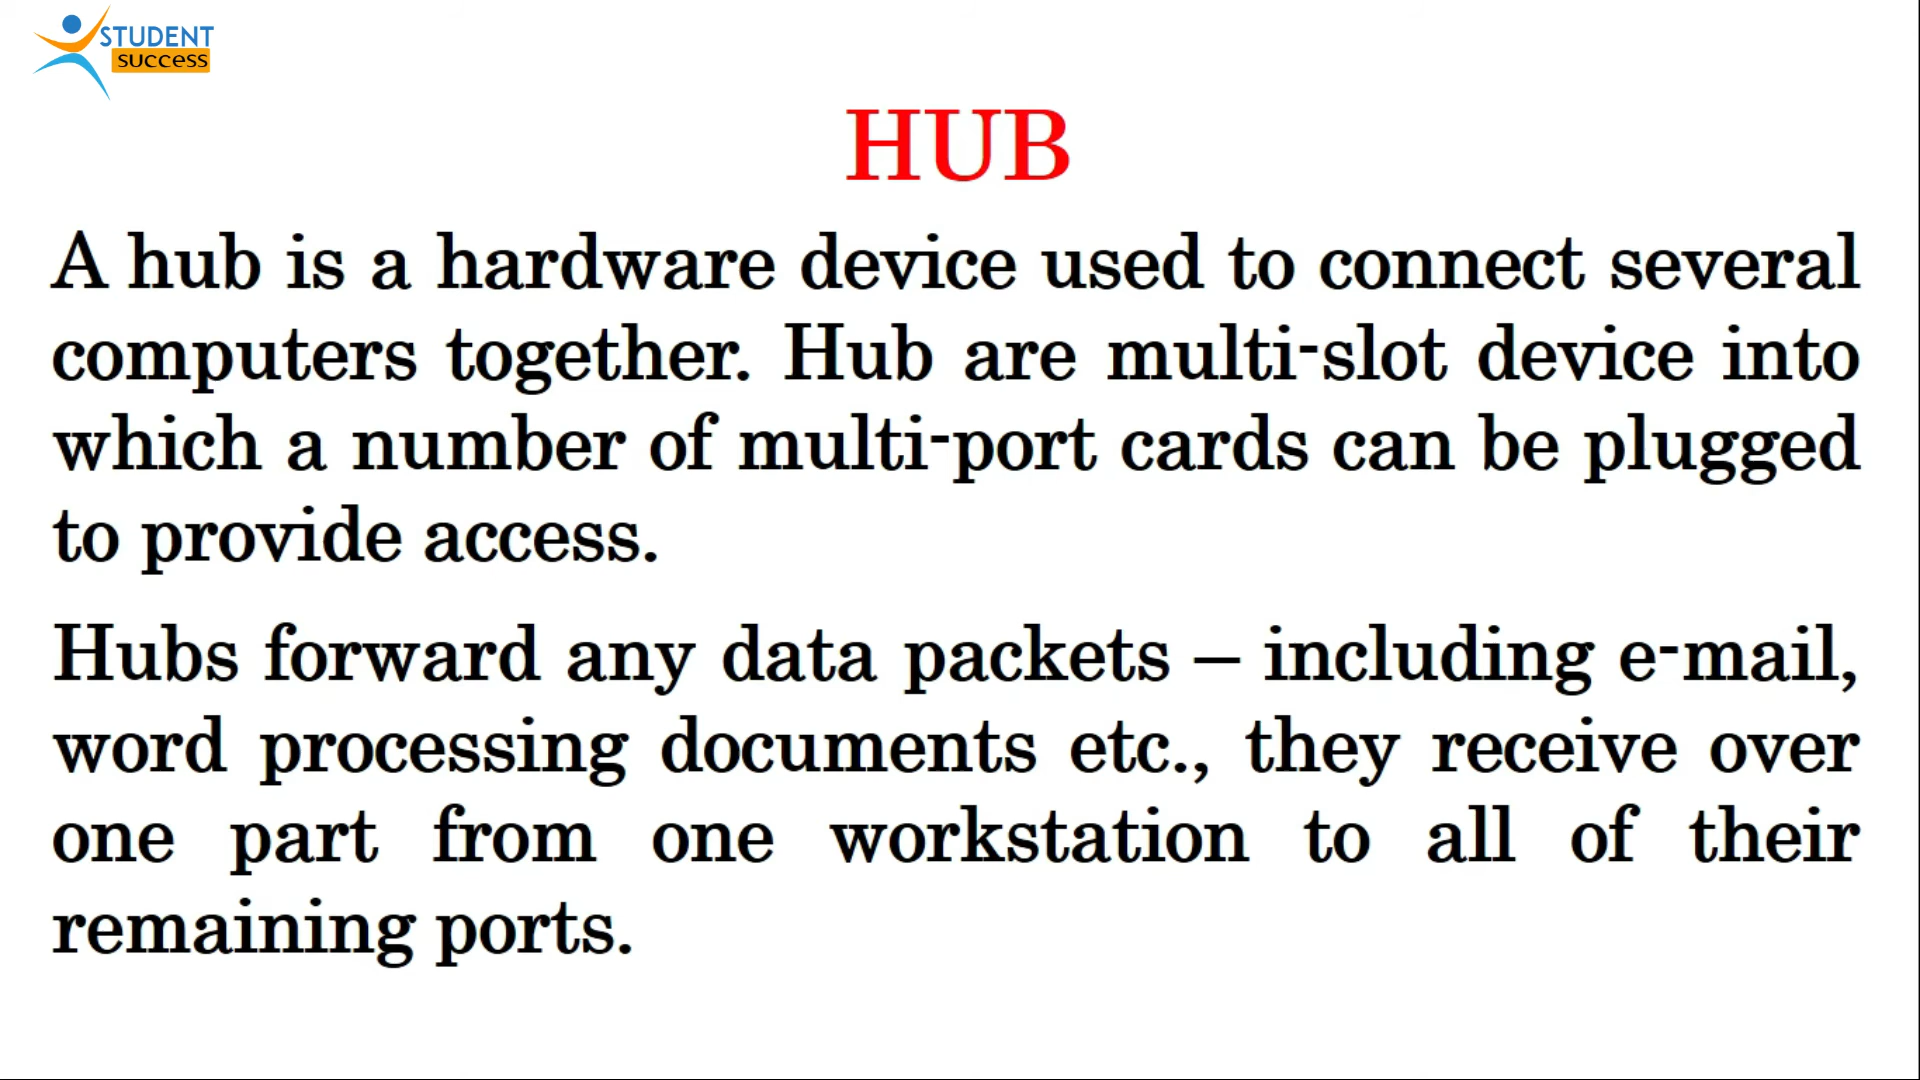 STUDENT
success
HUB
A hub is a hardware device used to connect several
computers together. Hub are multi-slot device into
which a number of multi-port cards can be plugged
to provide access.
Hubs forward any data packets – including e-mail,
word processing documents etc., they receive over
one part from one workstation to all of their
remaining ports.